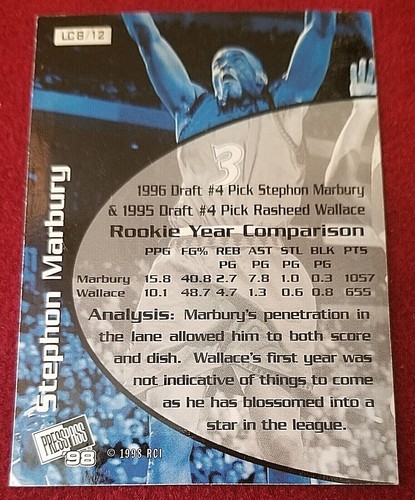 LC8/12
3
1996 Draft #4 Pick Stephon Marbury
& 1995 Draft #4 Pick Rasheed Wallace
Rookie Year Comparison
PPG FG% REB AST STL BLK PTS
PG PG PG PG
Marbury 15.8 40.8 2.7 7.8 1.0 0.3 1057
Wallace 10.1 48.7 4.7 1.3 0.6 0.8 655
Analysis: Marbury's penetration in
the lane allowed him to both score
and dish. Wallace's first year was
not indicative of things to come
as he has blossomed into a
star in the league.
Stephon Marbury
PRESS PASS
98
© 1998 RCI